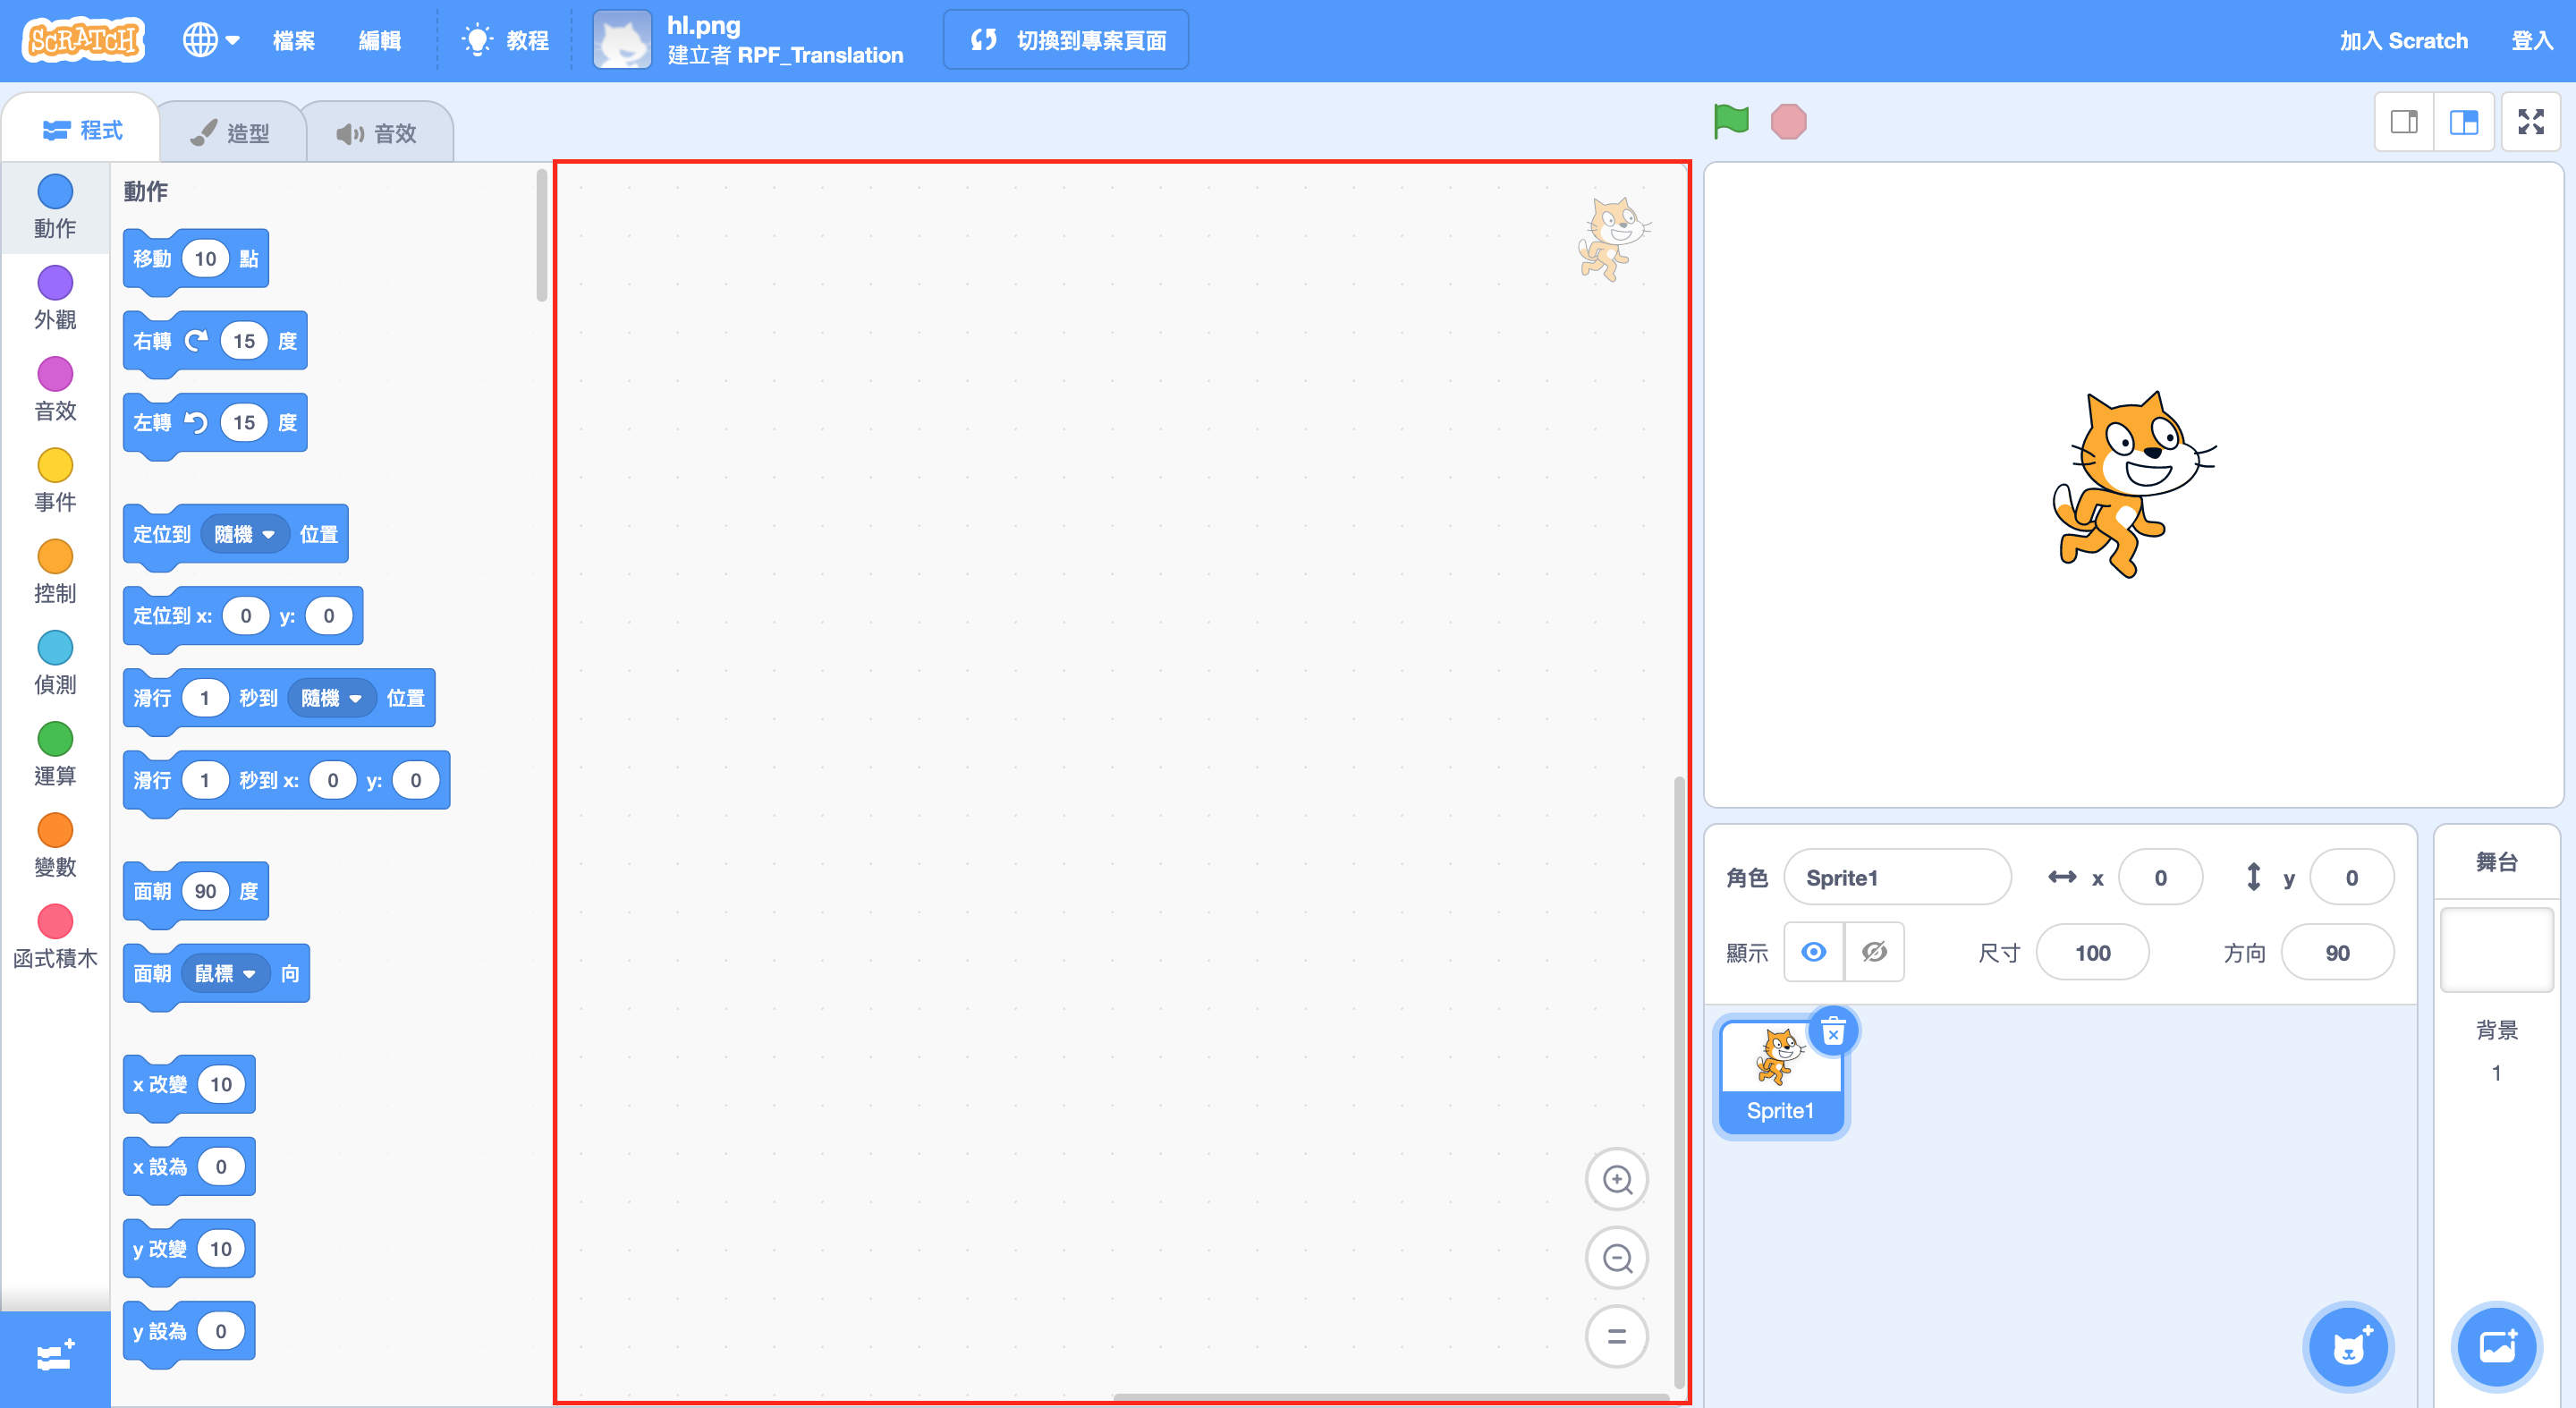 SCRATCH
檔案
編輯
教程
hl.png
建立者 RPF_Translation
切換到專案頁面
加入 Scratch
登入
程式
造型
音效
動作
外觀
音效
事件
控制
偵測
運算
變數
函式積木
動作
移動 10 點
右轉 15 度
左轉 15 度
定位到 隨機 位置
定位到 x: 0 y: 0
滑行 1 秒到 隨機 位置
滑行 1 秒到 x: 0 y: 0
面朝 90 度
面朝 鼠標 向
x 改變 10
x 設為 0
y 改變 10
y 設為 0
角色 Sprite1 x 0 y 0
顯示 尺寸 100 方向 90
Sprite1
舞台
背景
1